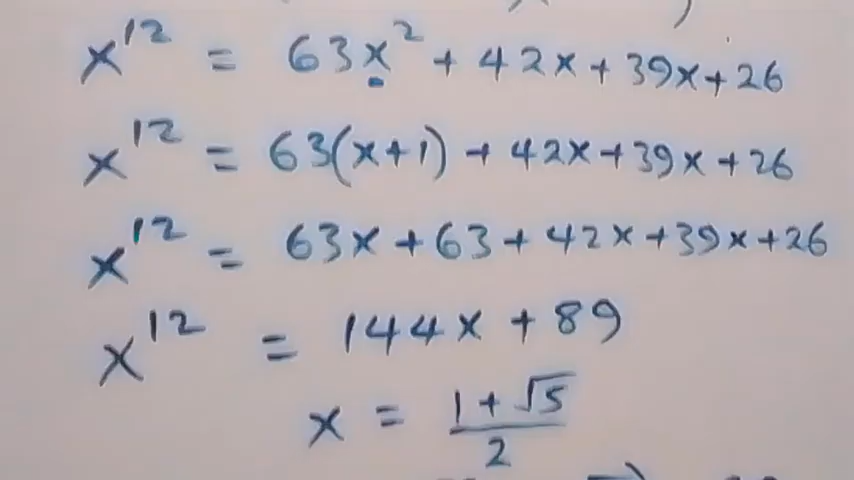 x¹² = 63x² + 42x + 39x + 26
x¹² = 63(x+1) + 42x + 39x + 26
x¹² = 63x + 63 + 42x + 39x + 26
x¹² = 144x + 89
x = (1 + √5)/2